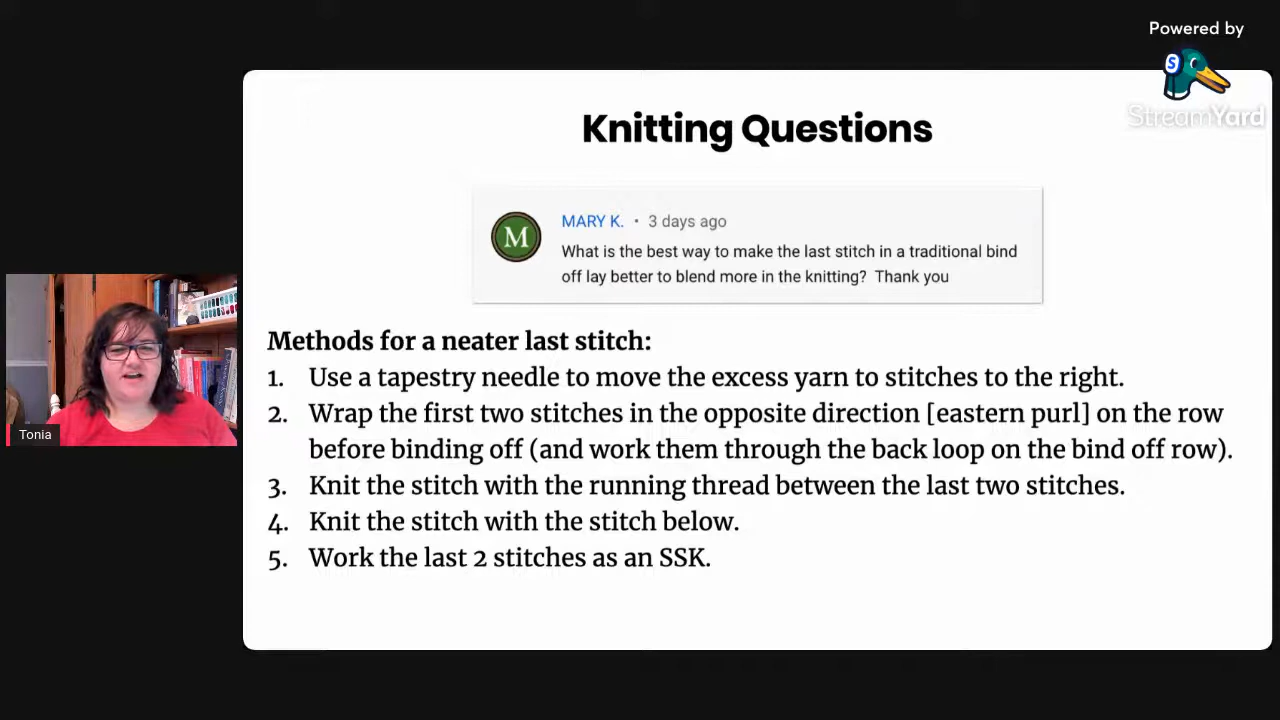 Powered by
S
StreamYard
Knitting Questions
M
MARY K. • 3 days ago
What is the best way to make the last stitch in a traditional bind
off lay better to blend more in the knitting?  Thank you
Methods for a neater last stitch:
1. Use a tapestry needle to move the excess yarn to stitches to the right.
2. Wrap the first two stitches in the opposite direction [eastern purl] on the row
before binding off (and work them through the back loop on the bind off row).
3. Knit the stitch with the running thread between the last two stitches.
4. Knit the stitch with the stitch below.
5. Work the last 2 stitches as an SSK.
Tonia